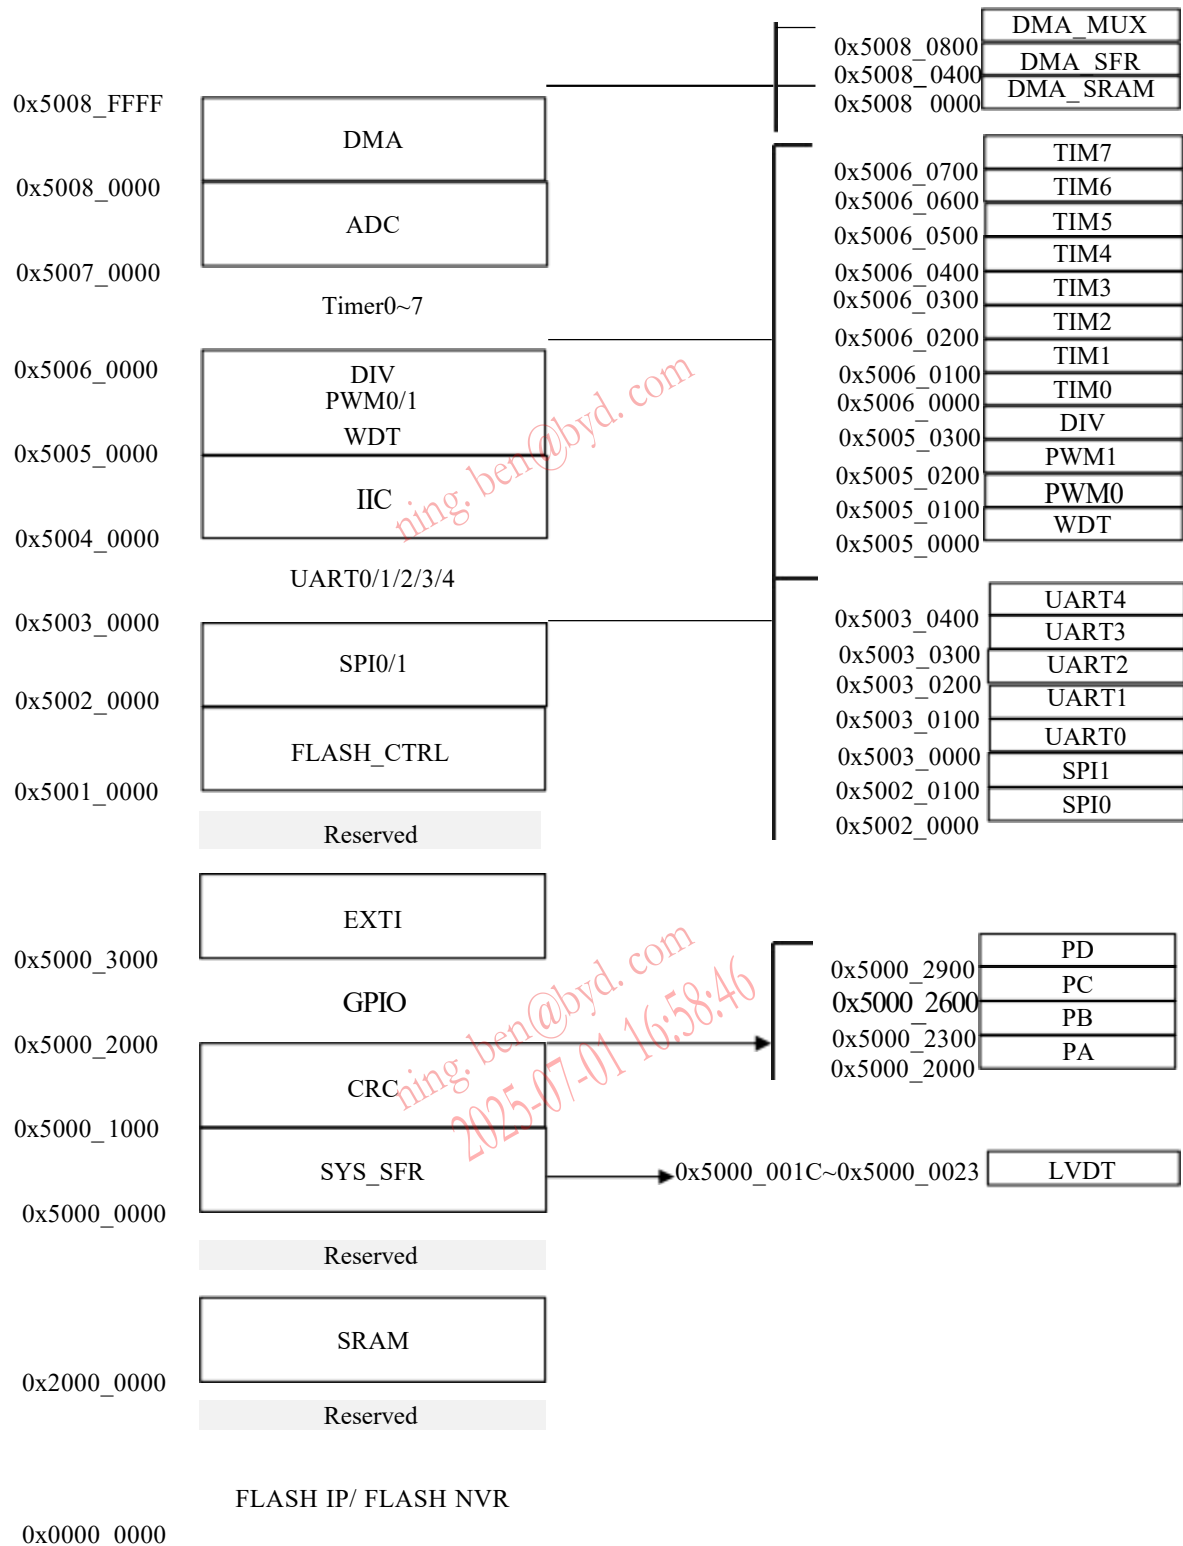 DMA_MUX
0x5008_0800
DMA_SFR
0x5008_0400
DMA_SRAM
0x5008_0000
0x5008_FFFF
DMA
0x5008_0000
ADC
0x5007_0000
Timer0~7
0x5006_0000
DIV
PWM0/1
WDT
0x5005_0000
IIC
0x5004_0000
UART0/1/2/3/4
0x5003_0000
SPI0/1
0x5002_0000
FLASH_CTRL
0x5001_0000
Reserved
EXTI
0x5000_3000
GPIO
0x5000_2000
CRC
0x5000_1000
SYS_SFR
0x5000_0000
Reserved
SRAM
0x2000_0000
Reserved
FLASH IP/ FLASH NVR
0x0000_0000
TIM7
0x5006_0700
TIM6
0x5006_0600
TIM5
0x5006_0500
TIM4
0x5006_0400
TIM3
0x5006_0300
TIM2
0x5006_0200
TIM1
0x5006_0100
TIM0
0x5006_0000
DIV
0x5005_0300
PWM1
0x5005_0200
PWM0
0x5005_0100
WDT
0x5005_0000
UART4
0x5003_0400
UART3
0x5003_0300
UART2
0x5003_0200
UART1
0x5003_0100
UART0
0x5003_0000
SPI1
0x5002_0100
SPI0
0x5002_0000
PD
0x5000_2900
PC
0x5000_2600
PB
0x5000_2300
PA
0x5000_2000
0x5000_001C~0x5000_0023 LVDT
ning.ben@byd.com
ning.ben@byd.com
2025-07-01 16:58:46